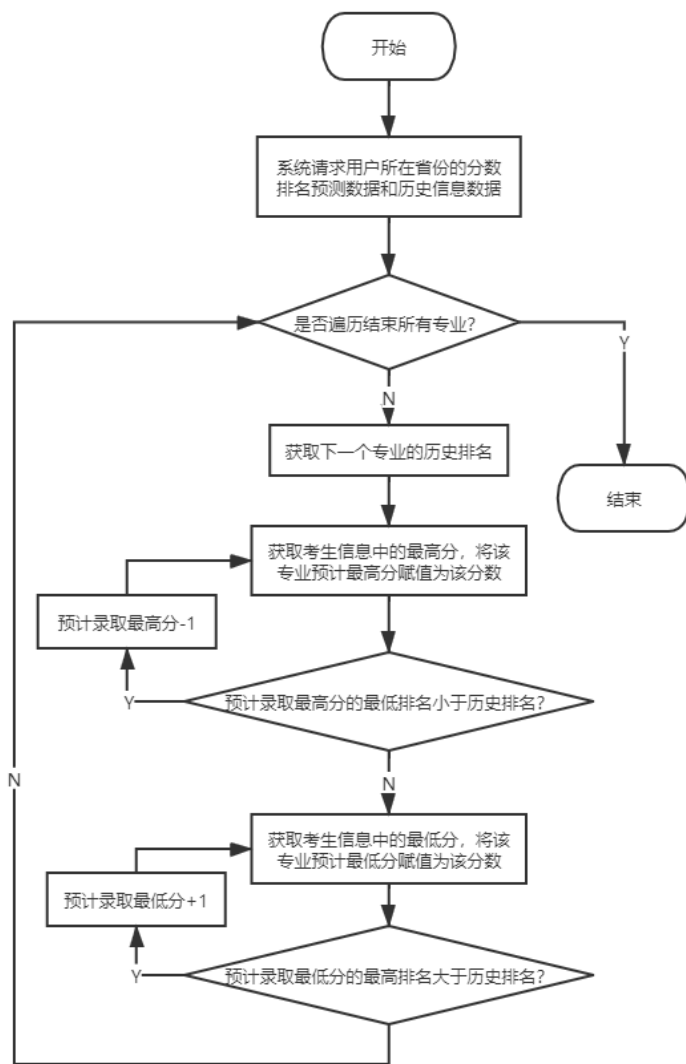 开始
系统请求用户所在省份的分数
排名预测数据和历史信息数据
是否遍历结束所有专业？
Y
N
获取下一个专业的历史排名
结束
获取考生信息中的最高分，将该
专业预计最高分赋值为该分数
预计录取最高分-1
Y
预计录取最高分的最低排名小于历史排名？
N
N
获取考生信息中的最低分，将该
专业预计最低分赋值为该分数
预计录取最低分+1
Y
预计录取最低分的最高排名大于历史排名？